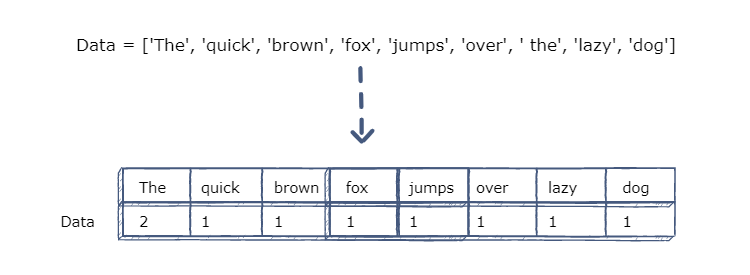 Data = ['The', 'quick', 'brown', 'fox', 'jumps', 'over', ' the', 'lazy', 'dog']
The quick brown fox jumps over lazy dog
Data 2 1 1 1 1 1 1 1